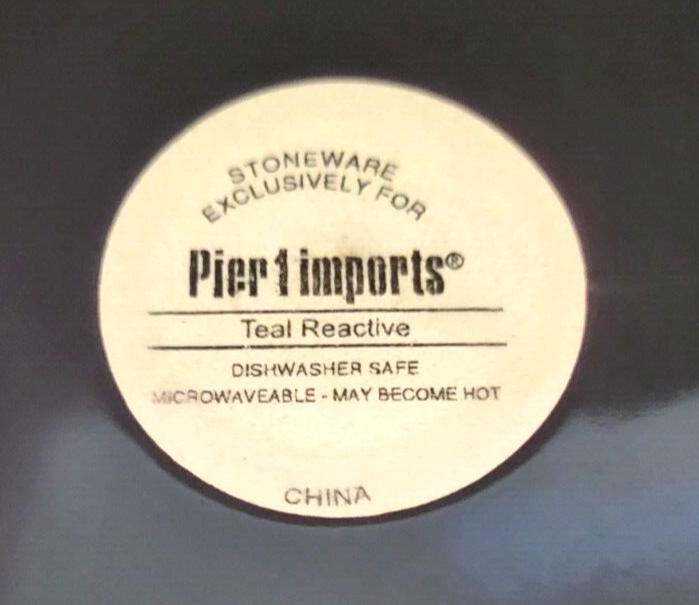 STONEWARE
EXCLUSIVELY FOR
Pier 1 imports®
Teal Reactive
DISHWASHER SAFE
MICROWAVEABLE - MAY BECOME HOT
CHINA